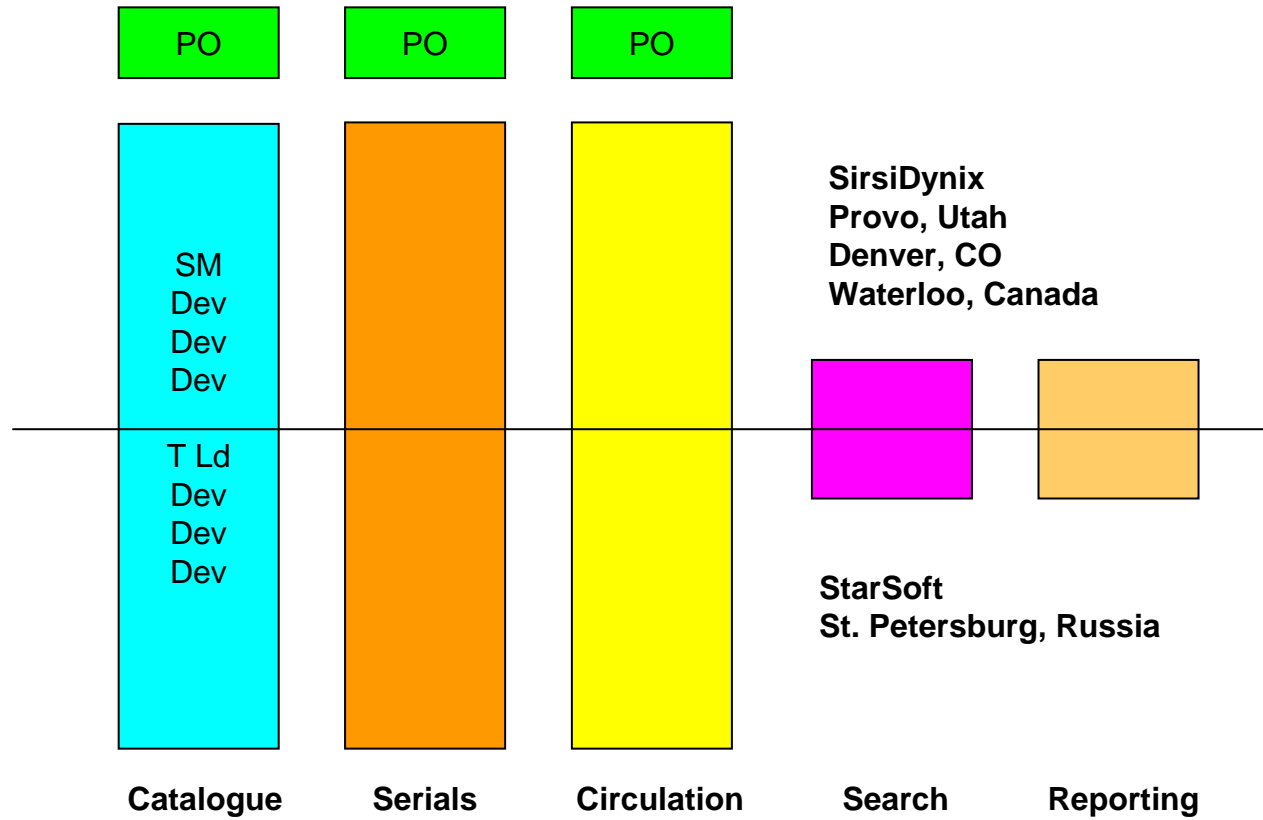 PO
PO
PO
SM
Dev
Dev
Dev
T Ld
Dev
Dev
Dev
SirsiDynix
Provo, Utah
Denver, CO
Waterloo, Canada
StarSoft
St. Petersburg, Russia
Catalogue
Serials
Circulation
Search
Reporting